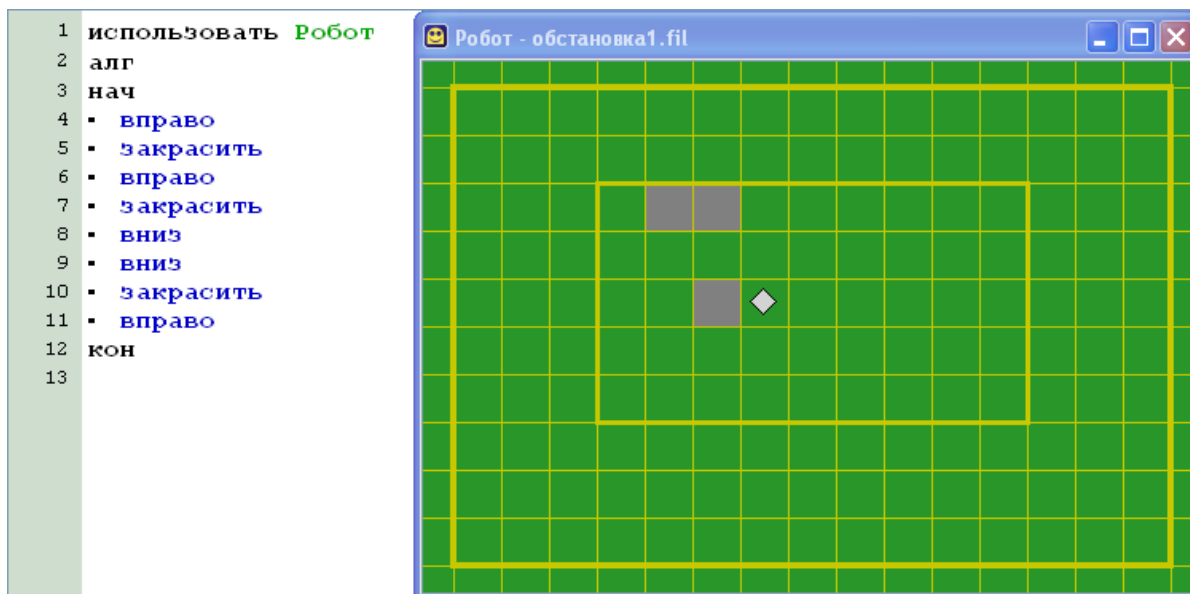 1 использовать Робот
2 алг
3 нач
4 вправо
5 закрасить
6 вправо
7 закрасить
8 вниз
9 вниз
10 закрасить
11 вправо
12 кон
13
Робот - обстановка1.fil